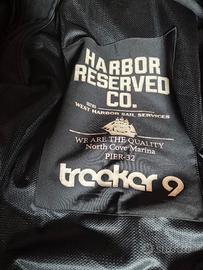 HARBOR
RESERVED
CO.
WEST HARBOR SAIL SERVICES
WE ARE THE QUALITY
North Cove Marina
PIER-32
tracker 9